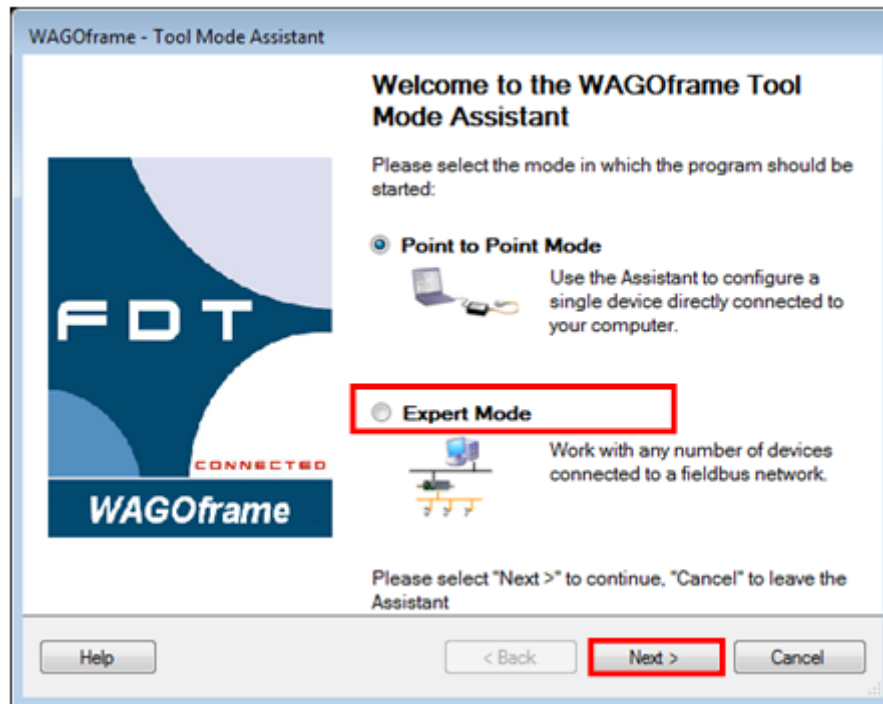 WAGOframe - Tool Mode Assistant
Welcome to the WAGOframe Tool
Mode Assistant
Please select the mode in which the program should be
started:
Point to Point Mode
Use the Assistant to configure a
single device directly connected to
your computer.
Expert Mode
Work with any number of devices
connected to a fieldbus network.
FDT
CONNECTED
WAGOframe
Please select "Next >" to continue, "Cancel" to leave the
Assistant
Help
< Back
Next >
Cancel